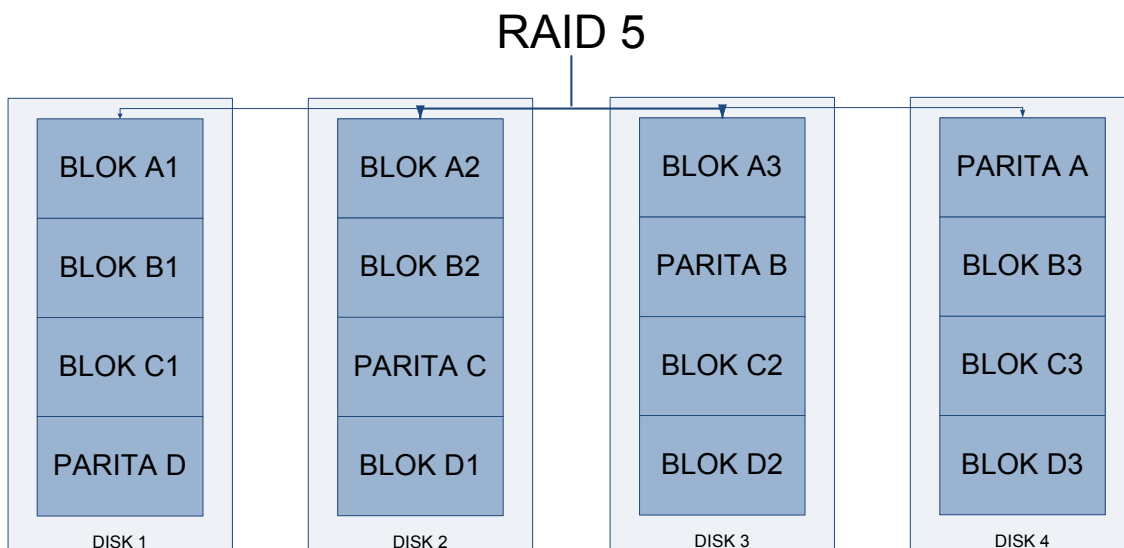 RAID 5
BLOK A1
BLOK A2
BLOK A3
PARITA A
BLOK B1
BLOK B2
PARITA B
BLOK B3
BLOK C1
PARITA C
BLOK C2
BLOK C3
PARITA D
BLOK D1
BLOK D2
BLOK D3
DISK 1
DISK 2
DISK 3
DISK 4